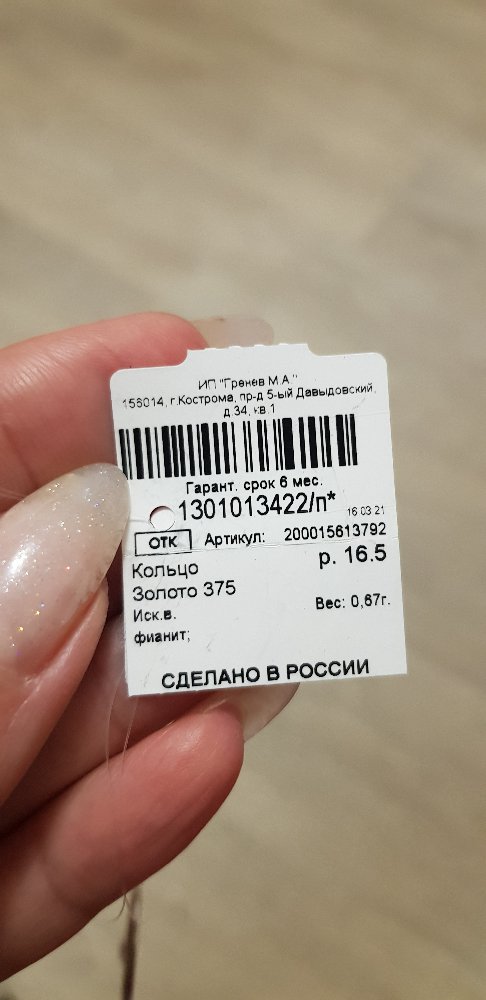 ИП "Гренев М.А."
156014, г.Кострома, пр-д 5-ый Давыдовский,
д.34, кв.1
Гарант. срок 6 мес.
1301013422/п* 16.03.21
ОТК Артикул: 200015613792
Кольцо р. 16.5
Золото 375
Иск.в. Вес: 0,67г.
фианит;
СДЕЛАНО В РОССИИ